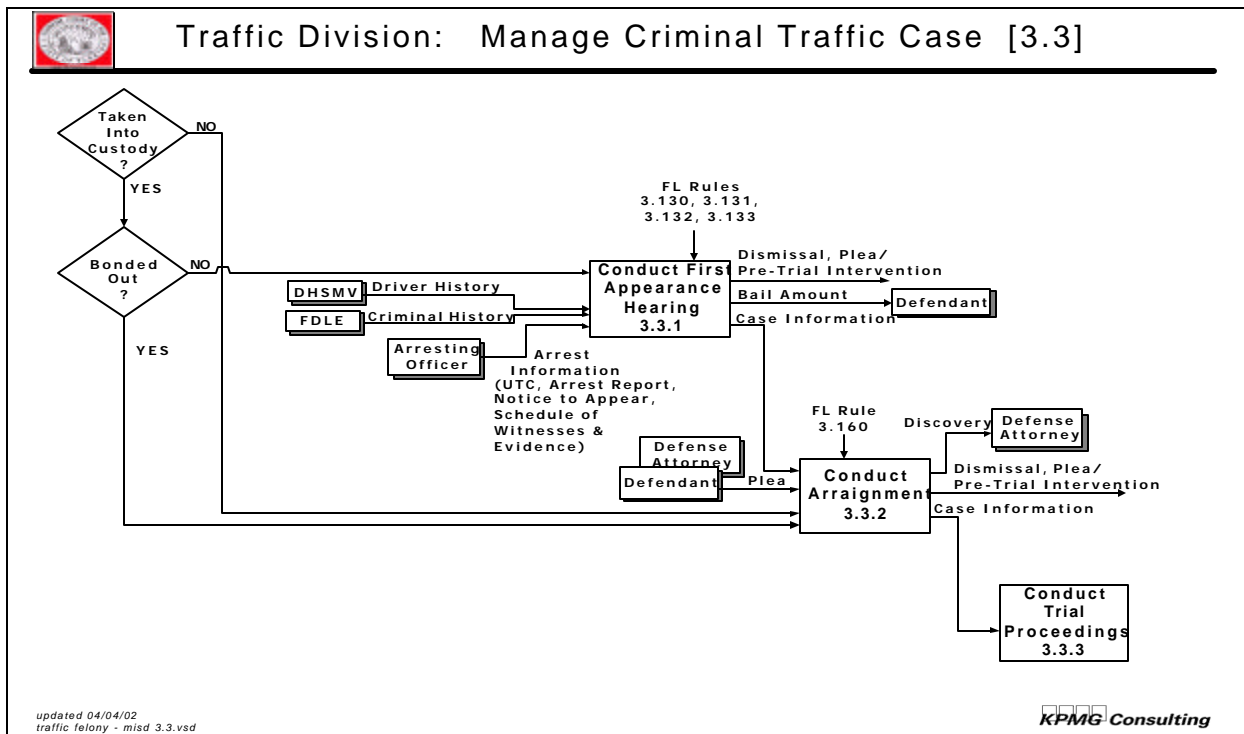 Traffic Division: Manage Criminal Traffic Case [3.3]
Taken
Into
Custody
?
NO
YES
Bonded
Out
?
NO
YES
FL Rules
3.130, 3.131,
3.132, 3.133
DHSMV
Driver History
FDLE
Criminal History
Arresting
Officer
Arrest
Information
(UTC, Arrest Report,
Notice to Appear,
Schedule of
Witnesses &
Evidence)
Conduct First
Appearance
Hearing
3.3.1
Dismissal, Plea/
Pre-Trial Intervention
Bail Amount
Defendant
Case Information
FL Rule
3.160
Defense
Attorney
Defendant
Plea
Conduct
Arraignment
3.3.2
Discovery
Defense
Attorney
Dismissal, Plea/
Pre-Trial Intervention
Case Information
Conduct
Trial
Proceedings
3.3.3
updated 04/04/02
traffic felony - misd 3.3.vsd
KPMG Consulting